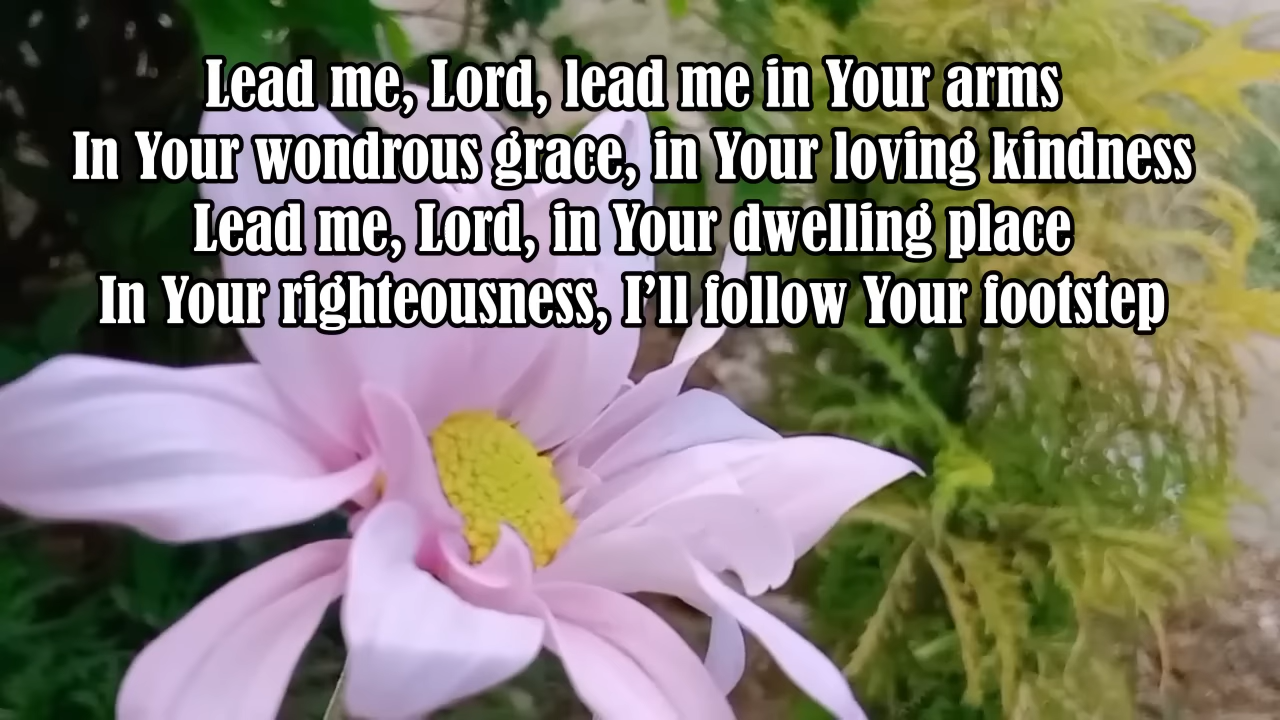 Lead me, Lord, lead me in Your arms
In Your wondrous grace, in Your loving kindness
Lead me, Lord, in Your dwelling place
In Your righteousness, I’ll follow Your footstep